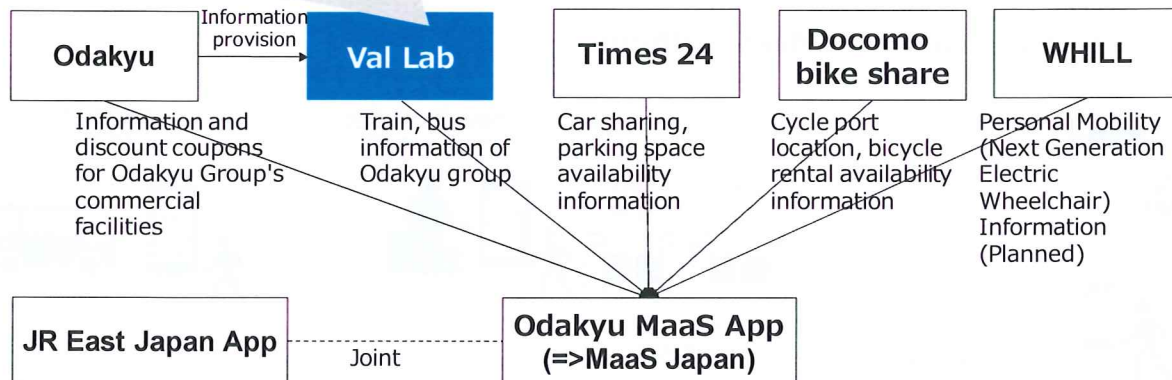 Information
provision
Odakyu
Val Lab
Times 24
Docomo
bike share
WHILL
Information and
discount coupons
for Odakyu Group's
commercial
facilities
Train, bus
information of
Odakyu group
Car sharing,
parking space
availability
information
Cycle port
location, bicycle
rental availability
information
Personal Mobility
(Next Generation
Electric
Wheelchair)
Information
(Planned)
JR East Japan App
Joint
Odakyu MaaS App
(=>MaaS Japan)